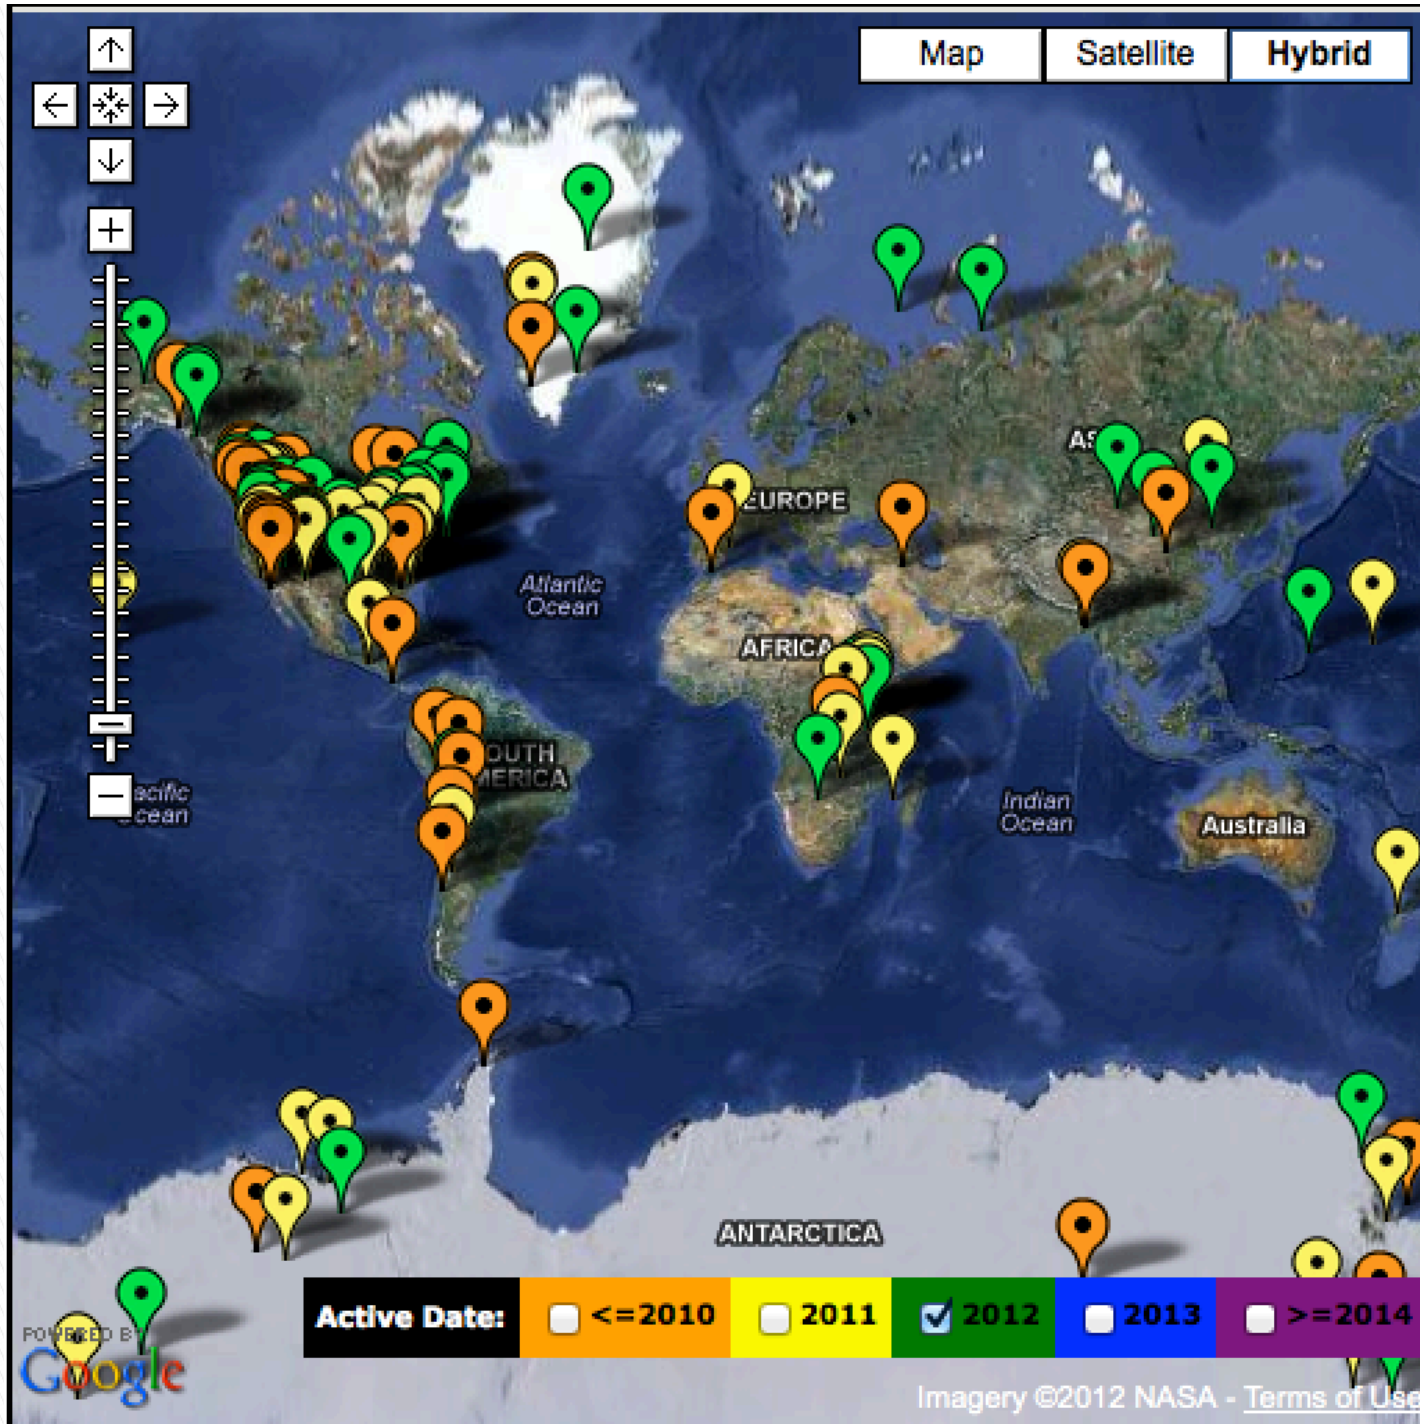 Map
Satellite
Hybrid
AS
EUROPE
Atlantic
Ocean
AFRICA
OUTH
MERICA
acific
cean
Indian
Ocean
Australia
ANTARCTICA
Active Date:
<=2010
2011
2012
2013
>=2014
POWERED BY
Google
Imagery ©2012 NASA - Terms of Use